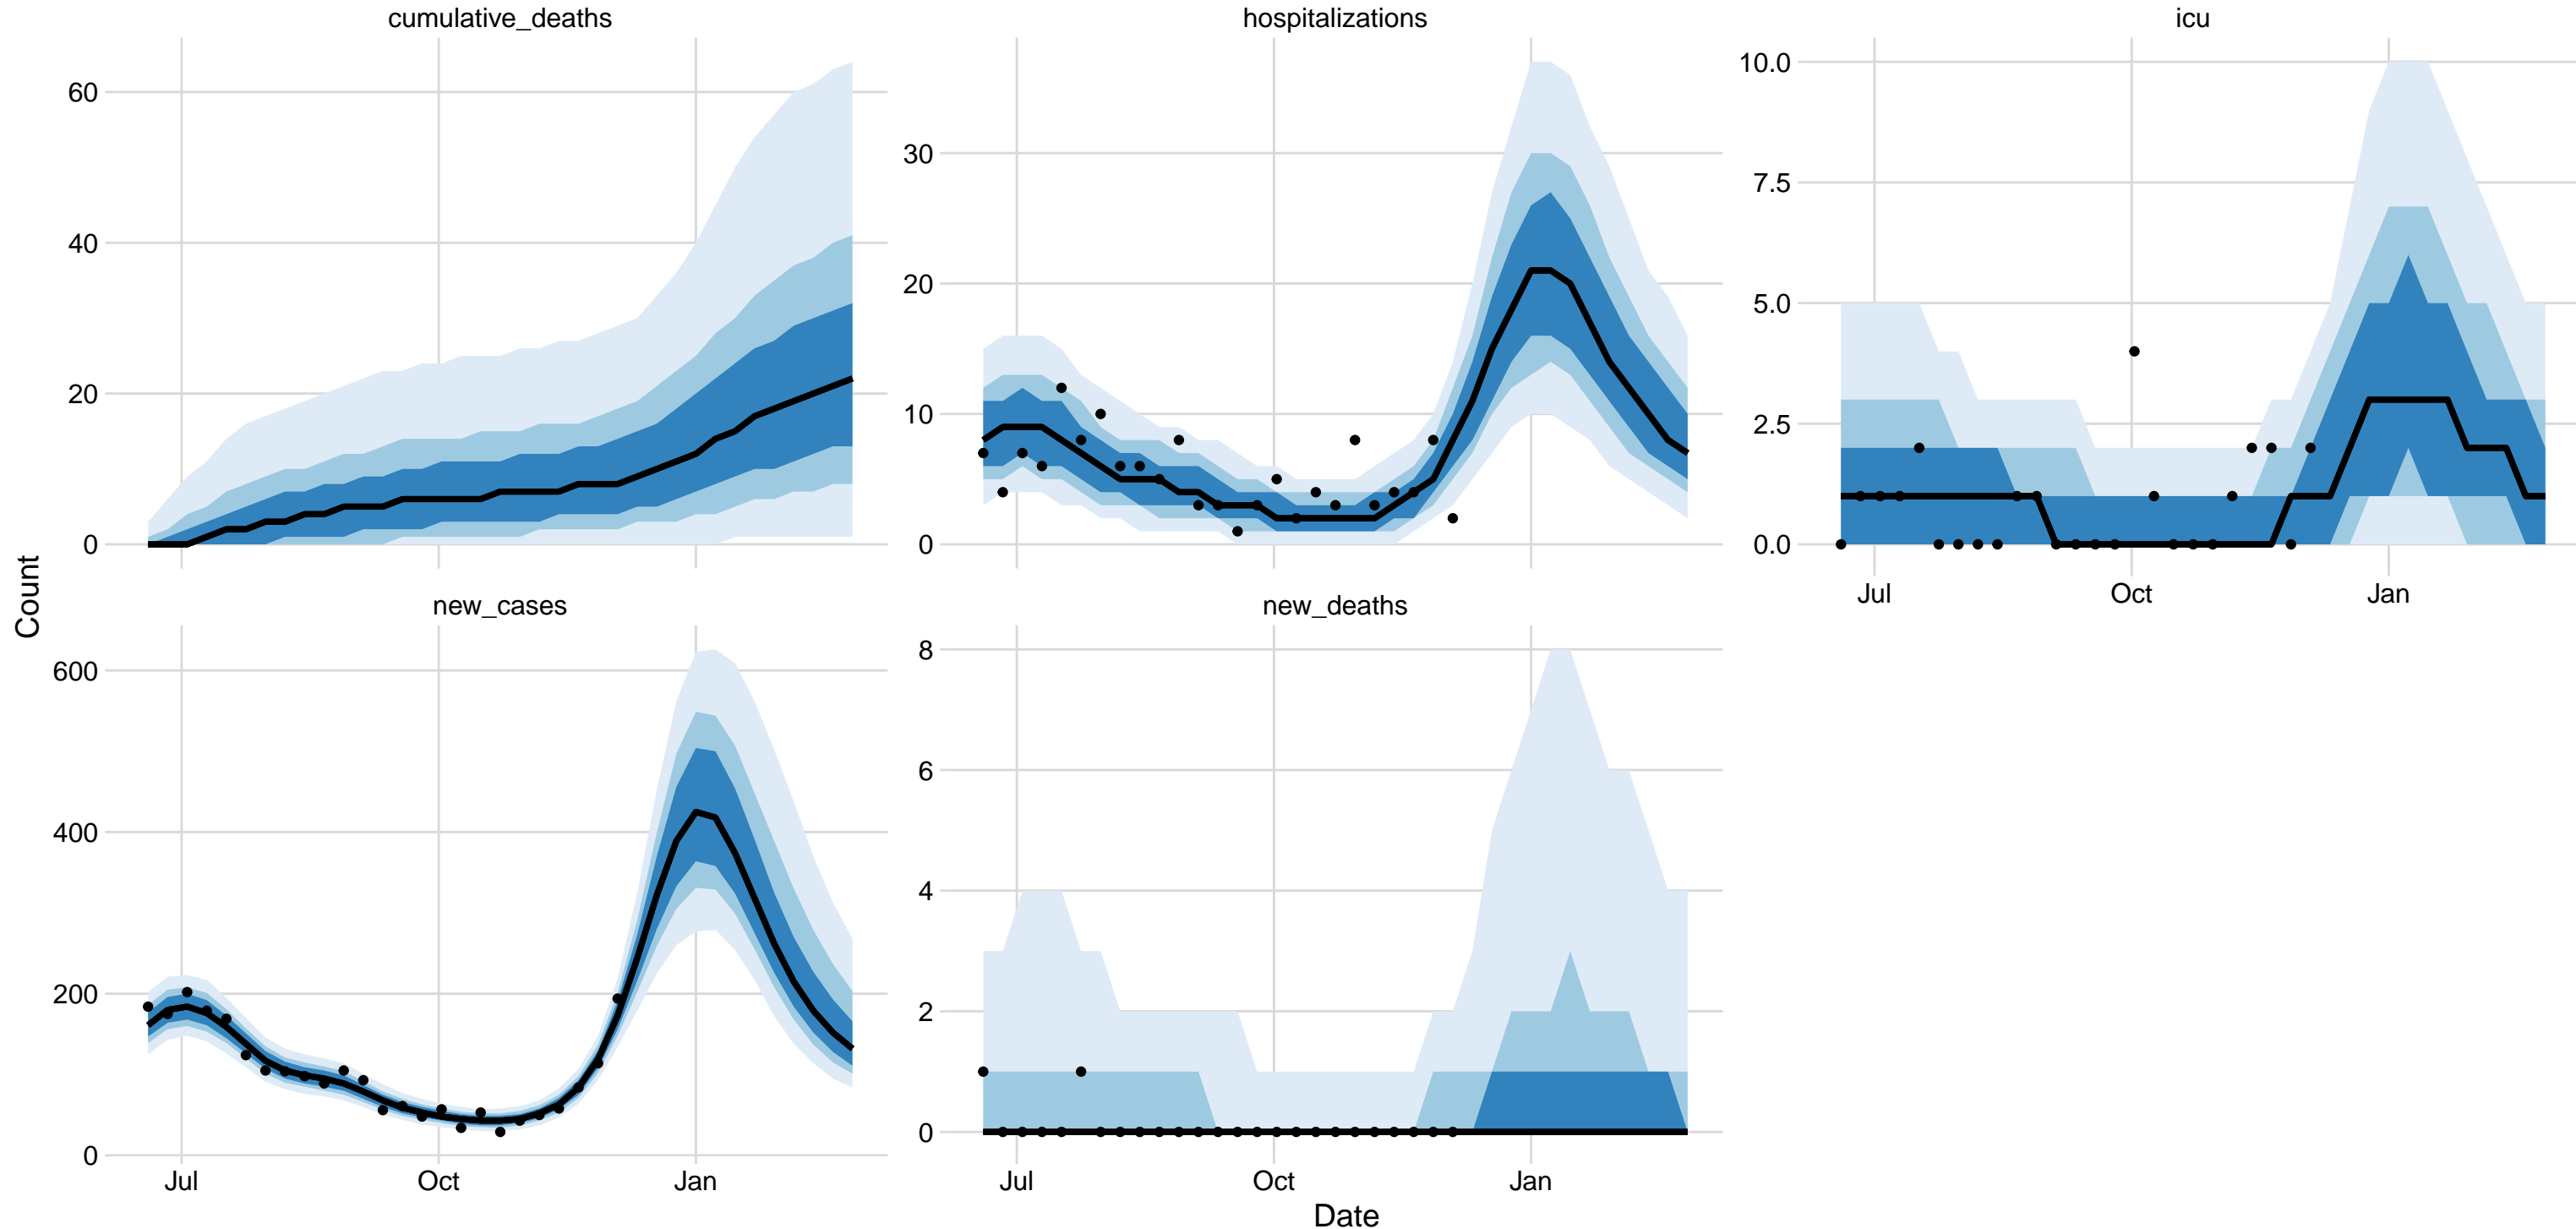 cumulative_deaths
60
40
20
0
hospitalizations
30
20
10
0
icu
10.0
7.5
5.0
2.5
0.0
Jul Oct Jan
Count
new_cases
600
400
200
0
Jul Oct Jan
new_deaths
8
6
4
2
0
Jul Oct Jan
Date